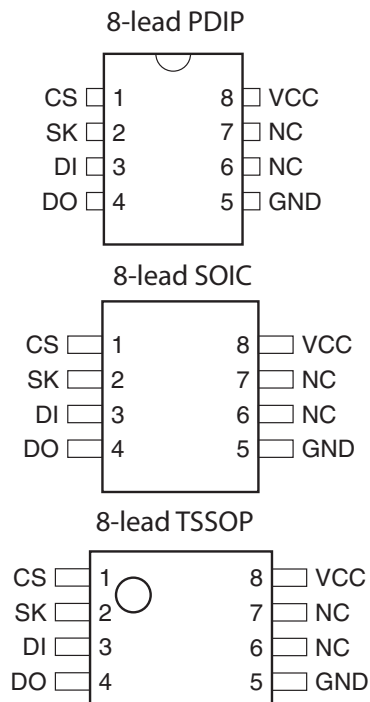 8-lead PDIP
CS 1 8 VCC
SK 2 7 NC
DI 3 6 NC
DO 4 5 GND
8-lead SOIC
CS 1 8 VCC
SK 2 7 NC
DI 3 6 NC
DO 4 5 GND
8-lead TSSOP
CS 1 8 VCC
SK 2 7 NC
DI 3 6 NC
DO 4 5 GND